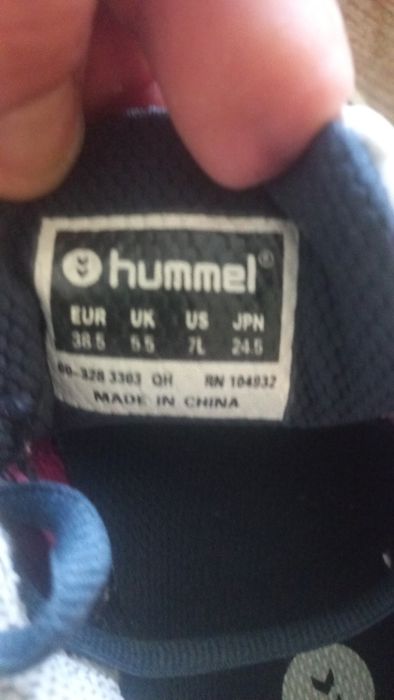 hummel®
EUR UK US JPN
38.5 5.5 7L 24.5
60-328 3303 QH RN 104932
MADE IN CHINA